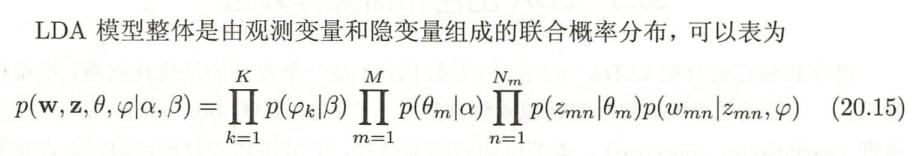 LDA 模型整体是由观测变量和隐变量组成的联合概率分布，可以表为
p(w, z, θ, φ|α, β) = ∏_{k=1}^{K} p(φ_k|β) ∏_{m=1}^{M} p(θ_m|α) ∏_{n=1}^{N_m} p(z_{mn}|θ_m)p(w_{mn}|z_{mn}, φ) (20.15)